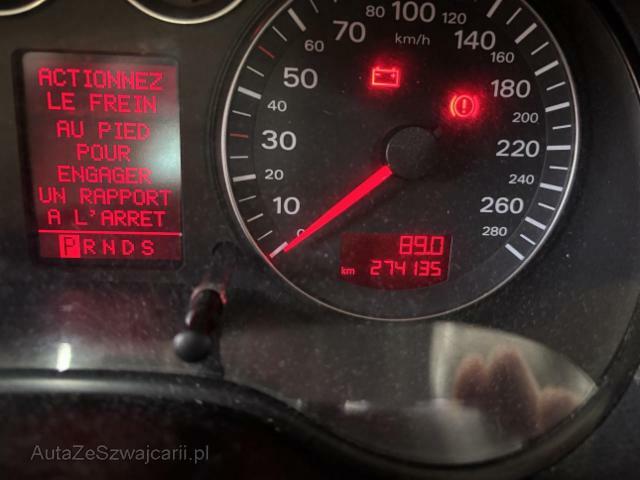 ACTIONNEZ
LE FREIN
AU PIED
POUR
ENGAGER
UN RAPPORT
A L'ARRET
P R N D S
0
10
20
30
40
50
60
70
80
100
120
140
160
180
200
220
240
260
280
km/h
89.0
km 274135
AutaZeSzwajcarii.pl